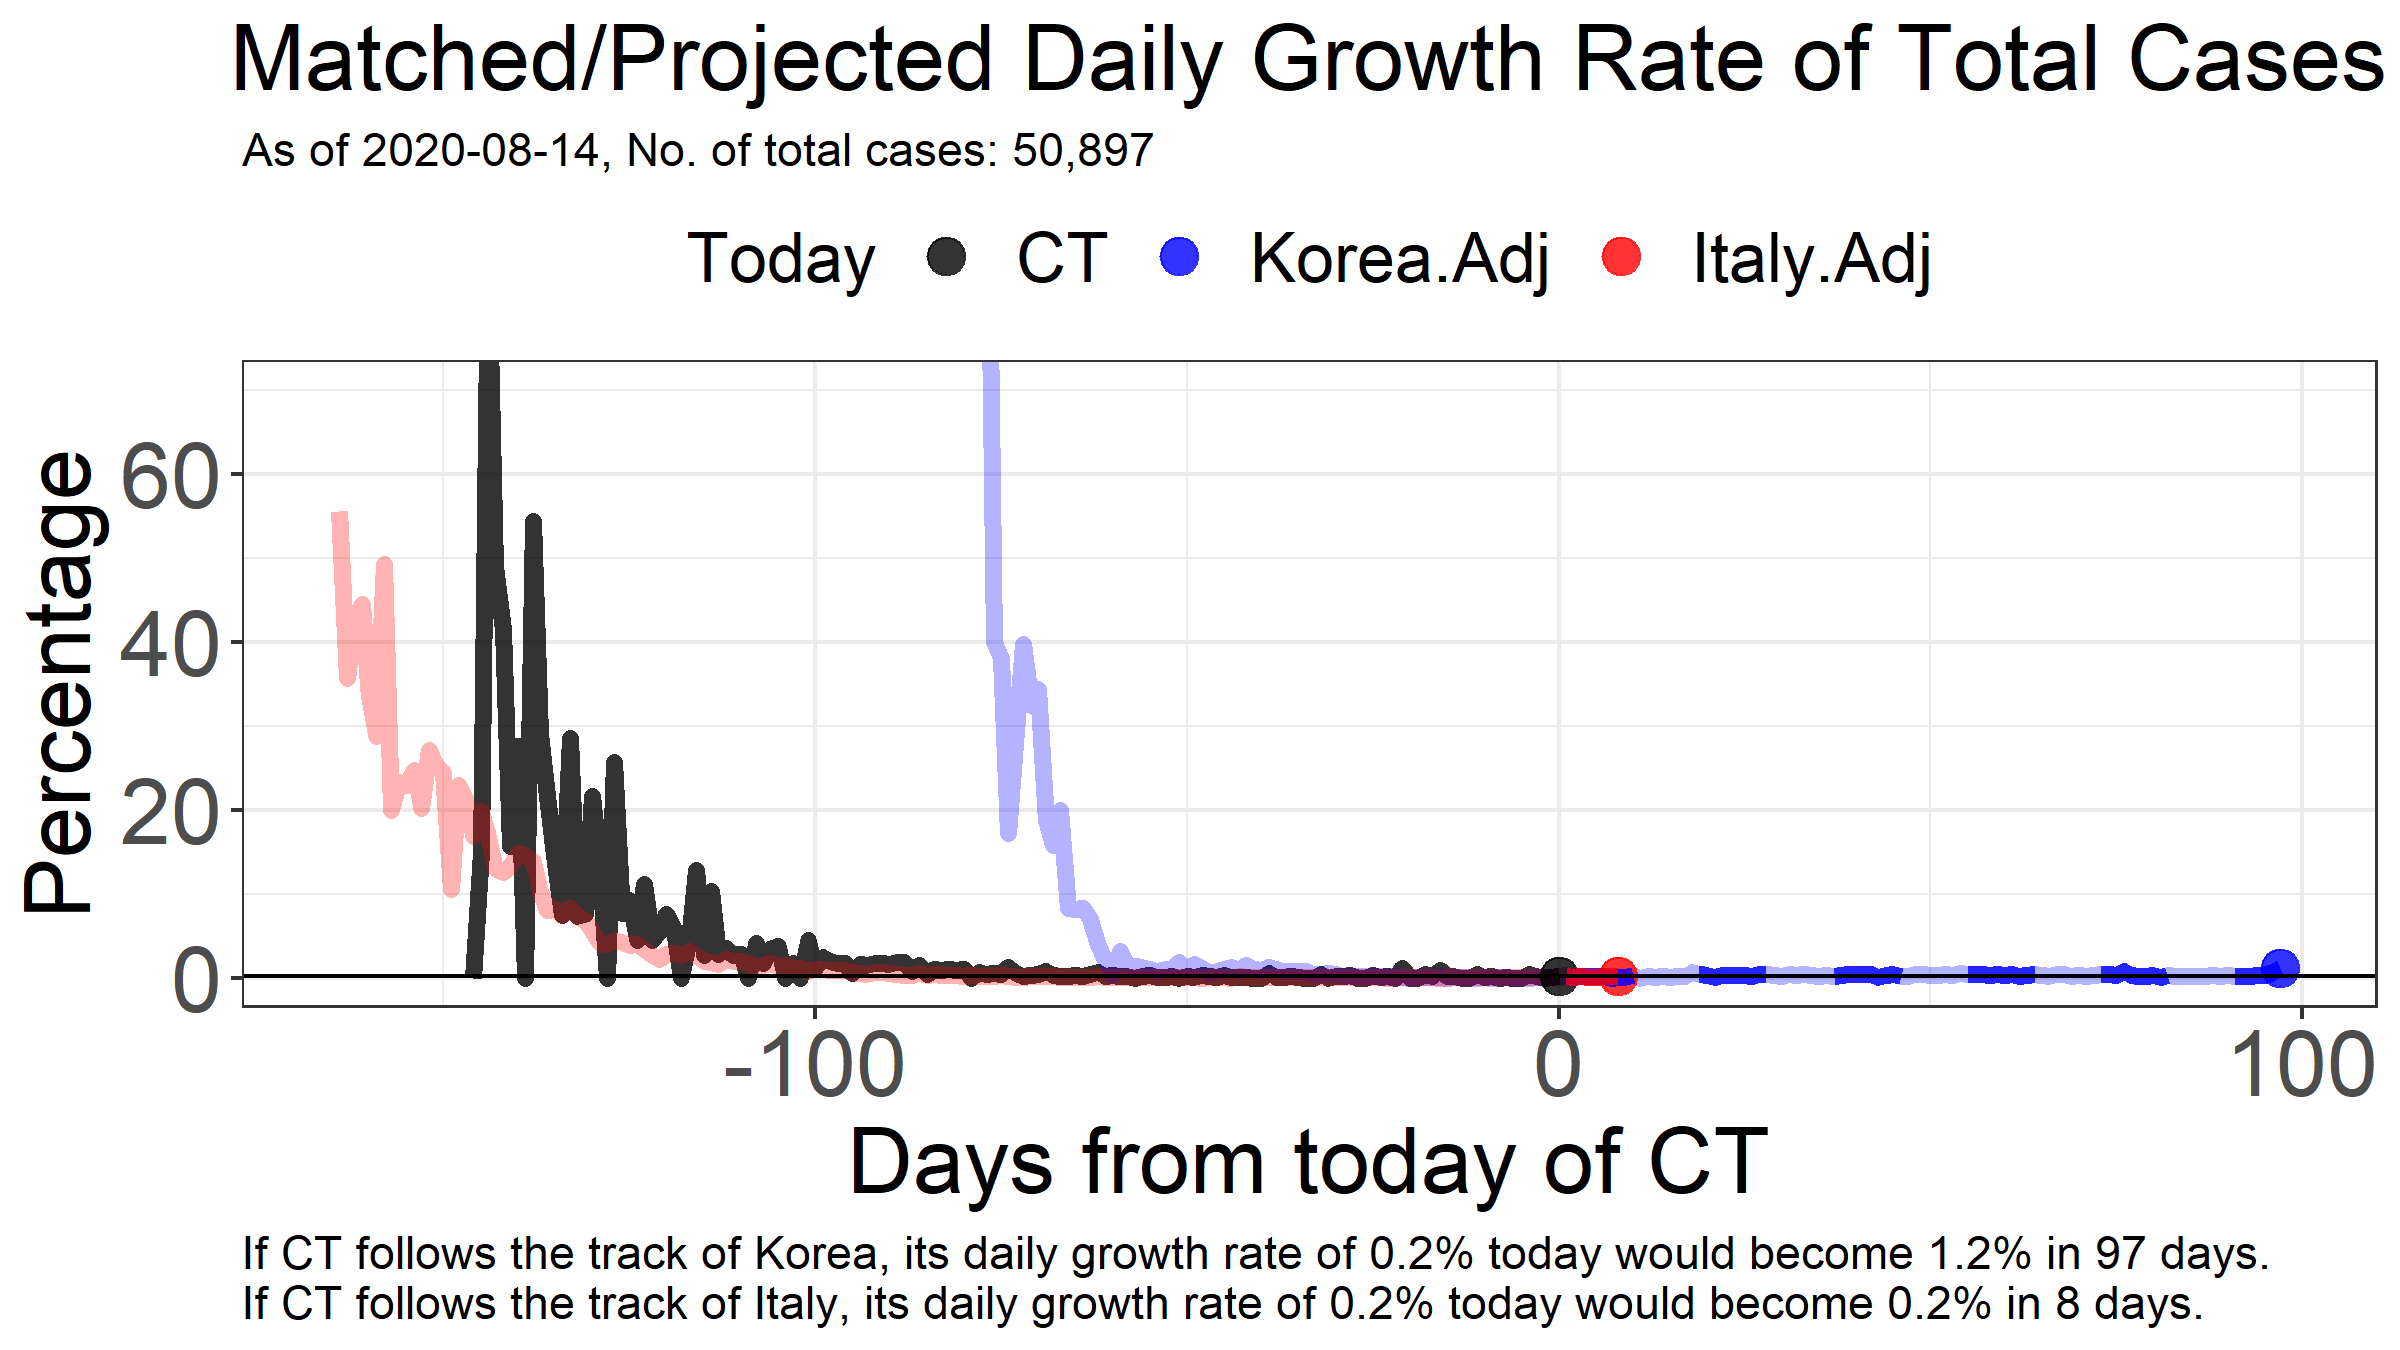 Matched/Projected Daily Growth Rate of Total Cases
As of 2020-08-14, No. of total cases: 50,897
Today CT Korea.Adj Italy.Adj
Percentage
60
40
20
0
-100 0 100
Days from today of CT
If CT follows the track of Korea, its daily growth rate of 0.2% today would become 1.2% in 97 days.
If CT follows the track of Italy, its daily growth rate of 0.2% today would become 0.2% in 8 days.